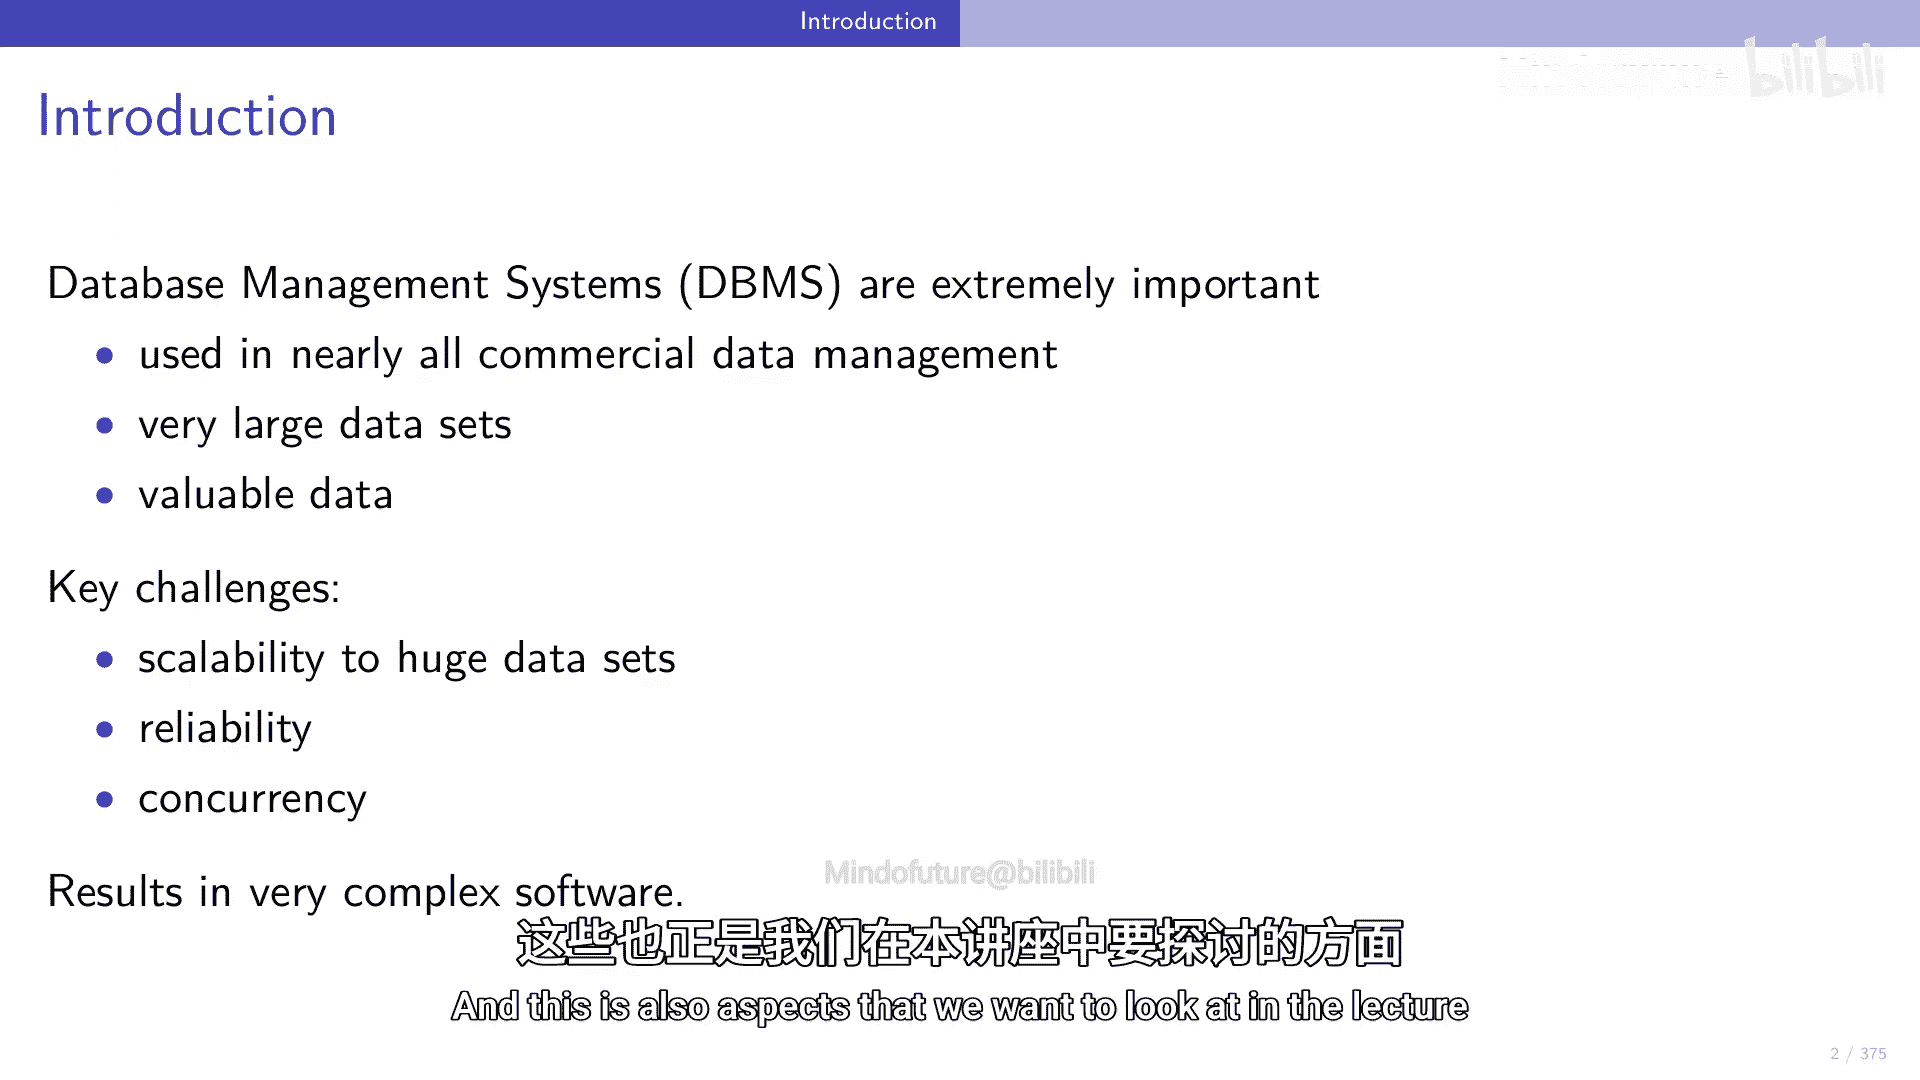 Introduction
bilibili
Introduction
Database Management Systems (DBMS) are extremely important
• used in nearly all commercial data management
• very large data sets
• valuable data
Key challenges:
• scalability to huge data sets
• reliability
• concurrency
Results in very complex software.
Mindofuture@bilibili
这些也正是我们在本讲座中要探讨的方面
And this is also aspects that we want to look at in the lecture
2 / 375